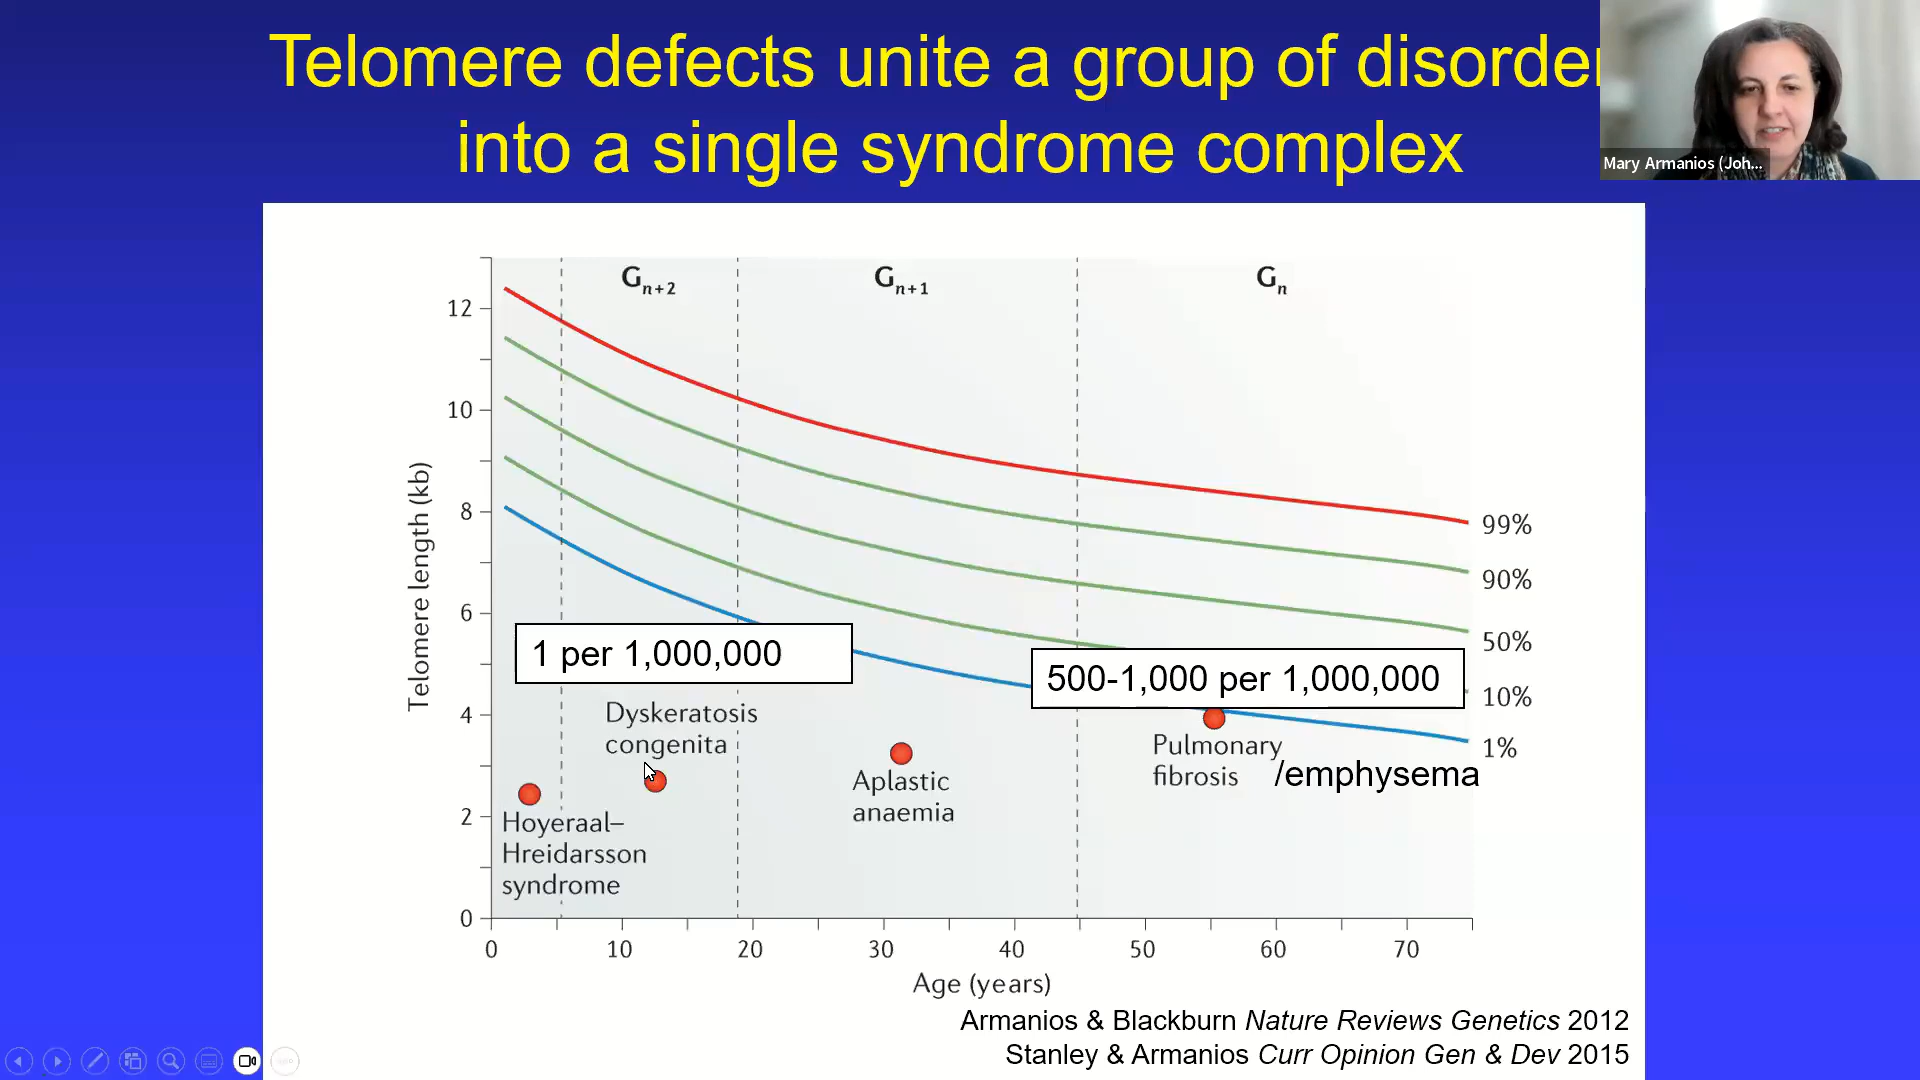 Telomere defects unite a group of disorder
into a single syndrome complex
Mary Armanios (Joh...
Gn+2
Gn+1
Gn
12
10
8
6
4
2
0
Telomere length (kb)
99%
90%
50%
10%
1%
1 per 1,000,000
500-1,000 per 1,000,000
Dyskeratosis
congenita
Hoyeraal–
Hreidarsson
syndrome
Aplastic
anaemia
Pulmonary
fibrosis
/emphysema
0 10 20 30 40 50 60 70
Age (years)
Armanios & Blackburn Nature Reviews Genetics 2012
Stanley & Armanios Curr Opinion Gen & Dev 2015